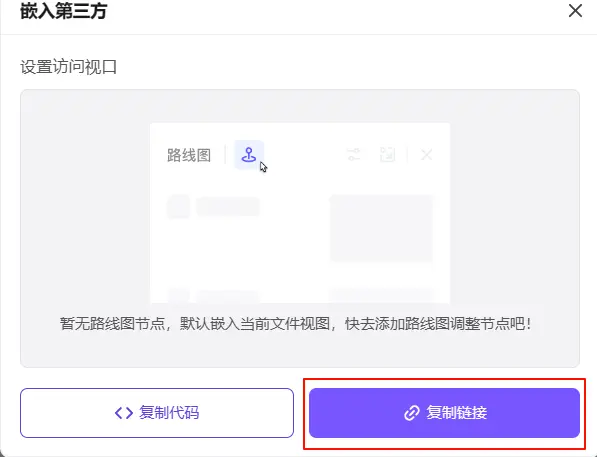 嵌入第三方
设置访问视口
路线图
暂无路线图节点，默认嵌入当前文件视图，快去添加路线图调整节点吧！
复制代码
复制链接